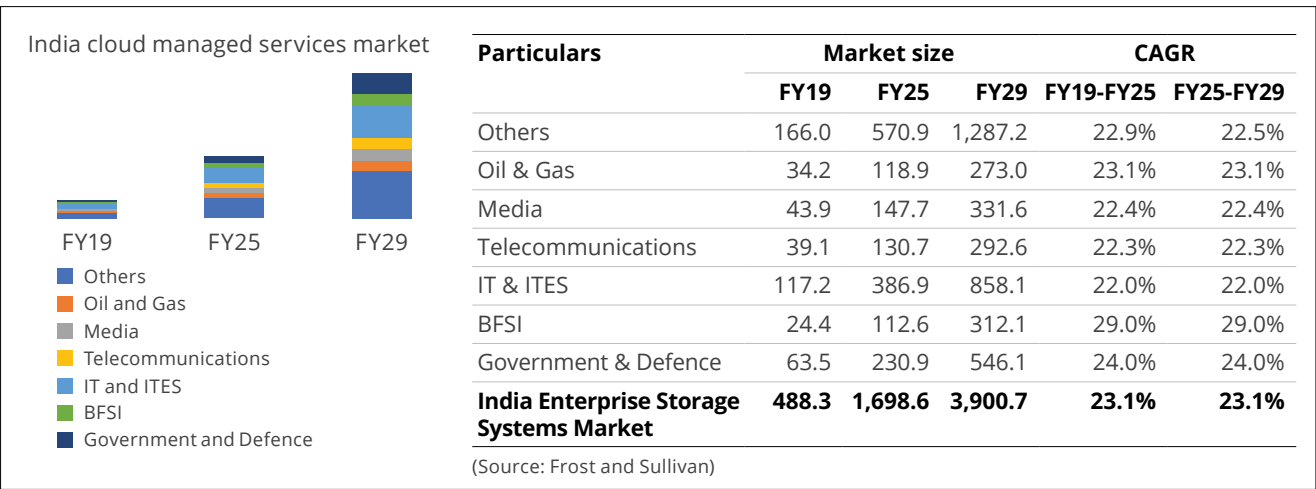 India cloud managed services market
FY19 FY25 FY29
Others
Oil and Gas
Media
Telecommunications
IT and ITES
BFSI
Government and Defence
Particulars Market size CAGR
FY19 FY25 FY29 FY19-FY25 FY25-FY29
Others 166.0 570.9 1,287.2 22.9% 22.5%
Oil & Gas 34.2 118.9 273.0 23.1% 23.1%
Media 43.9 147.7 331.6 22.4% 22.4%
Telecommunications 39.1 130.7 292.6 22.3% 22.3%
IT & ITES 117.2 386.9 858.1 22.0% 22.0%
BFSI 24.4 112.6 312.1 29.0% 29.0%
Government & Defence 63.5 230.9 546.1 24.0% 24.0%
India Enterprise Storage 488.3 1,698.6 3,900.7 23.1% 23.1%
Systems Market
(Source: Frost and Sullivan)